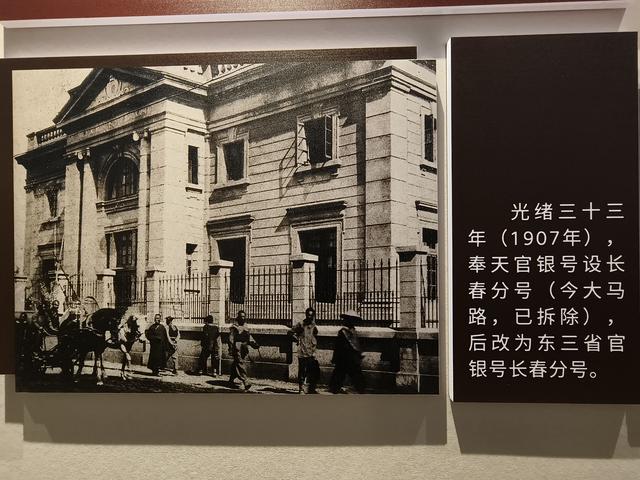 光绪三十三
年（1907年），
奉天官银号设长
春分号（今大马
路，已拆除），
后改为东三省官
银号长春分号。